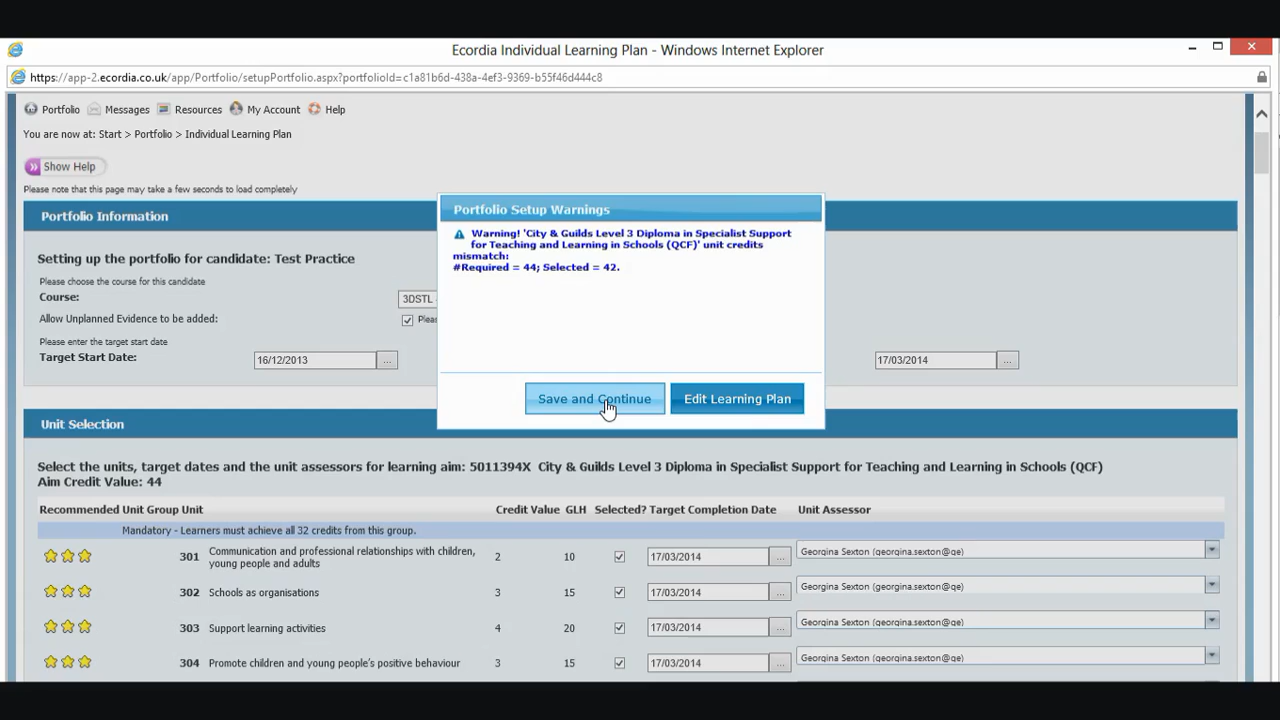 Ecordia Individual Learning Plan - Windows Internet Explorer
https://app-2.ecordia.co.uk/app/Portfolio/setupPortfolio.aspx?portfolioId=c1a81b6d-438a-4ef3-9369-b55f46d444c8
Portfolio Messages Resources My Account Help
You are now at: Start > Portfolio > Individual Learning Plan
» Show Help
Please note that this page may take a few seconds to load completely
Portfolio Information
Setting up the portfolio for candidate: Test Practice
Please choose the course for this candidate
Course: 3DSTL
Allow Unplanned Evidence to be added:
Please enter the target start date
Target Start Date: 16/12/2013 ... 17/03/2014 ...
Portfolio Setup Warnings
Warning! 'City & Guilds Level 3 Diploma in Specialist Support
for Teaching and Learning in Schools (QCF)' unit credits
mismatch:
#Required = 44; Selected = 42.
Save and Continue Edit Learning Plan
Unit Selection
Select the units, target dates and the unit assessors for learning aim: 5011394X City & Guilds Level 3 Diploma in Specialist Support for Teaching and Learning in Schools (QCF)
Aim Credit Value: 44
Recommended Unit Group Unit Credit Value GLH Selected? Target Completion Date Unit Assessor
Mandatory - Learners must achieve all 32 credits from this group.
301 Communication and professional relationships with children, 2 10 17/03/2014 ... Georgina Sexton (georgina.sexton@qe)
young people and adults
302 Schools as organisations 3 15 17/03/2014 ... Georgina Sexton (georgina.sexton@qe)
303 Support learning activities 4 20 17/03/2014 ... Georgina Sexton (georgina.sexton@qe)
304 Promote children and young people's positive behaviour 3 15 17/03/2014 ... Georgina Sexton (georgina.sexton@qe)